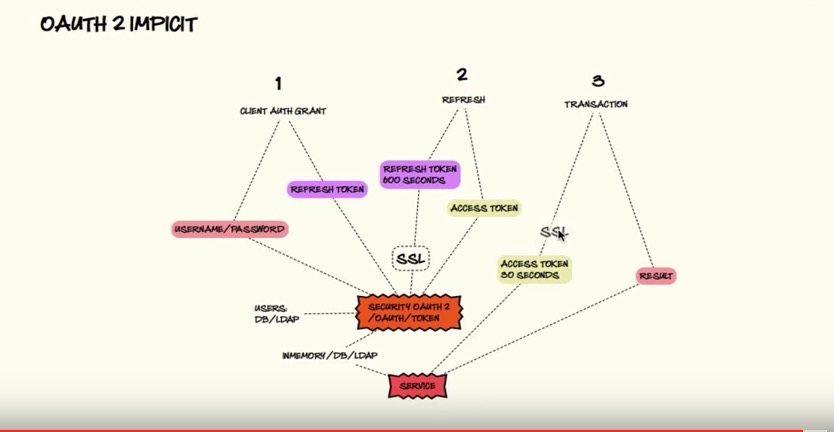 OAUTH 2 IMPICIT
1
2
3
CLIENT AUTH GRANT
REFRESH
TRANSACTION
REFRESH TOKEN
REFRESH TOKEN
600 SECONDS
ACCESS TOKEN
USERNAME/PASSWORD
SSL
SSL
ACCESS TOKEN
30 SECONDS
RESULT
USERS:
DB/LDAP
SECURITY OAUTH 2
/OAUTH/TOKEN
INMEMORY/DB/LDAP
SERVICE